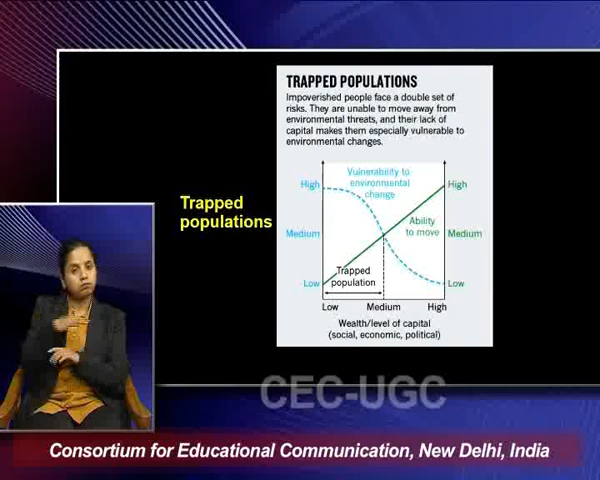 TRAPPED POPULATIONS
Impoverished people face a double set of
risks. They are unable to move away from
environmental threats, and their lack of
capital makes them especially vulnerable to
environmental changes.
Trapped
populations
Vulnerability to
environmental
change
High
High
Ability
to move
Medium
Medium
Low
Low
Trapped
population
Low Medium High
Wealth/level of capital
(social, economic, political)
CEC-UGC
Consortium for Educational Communication, New Delhi, India